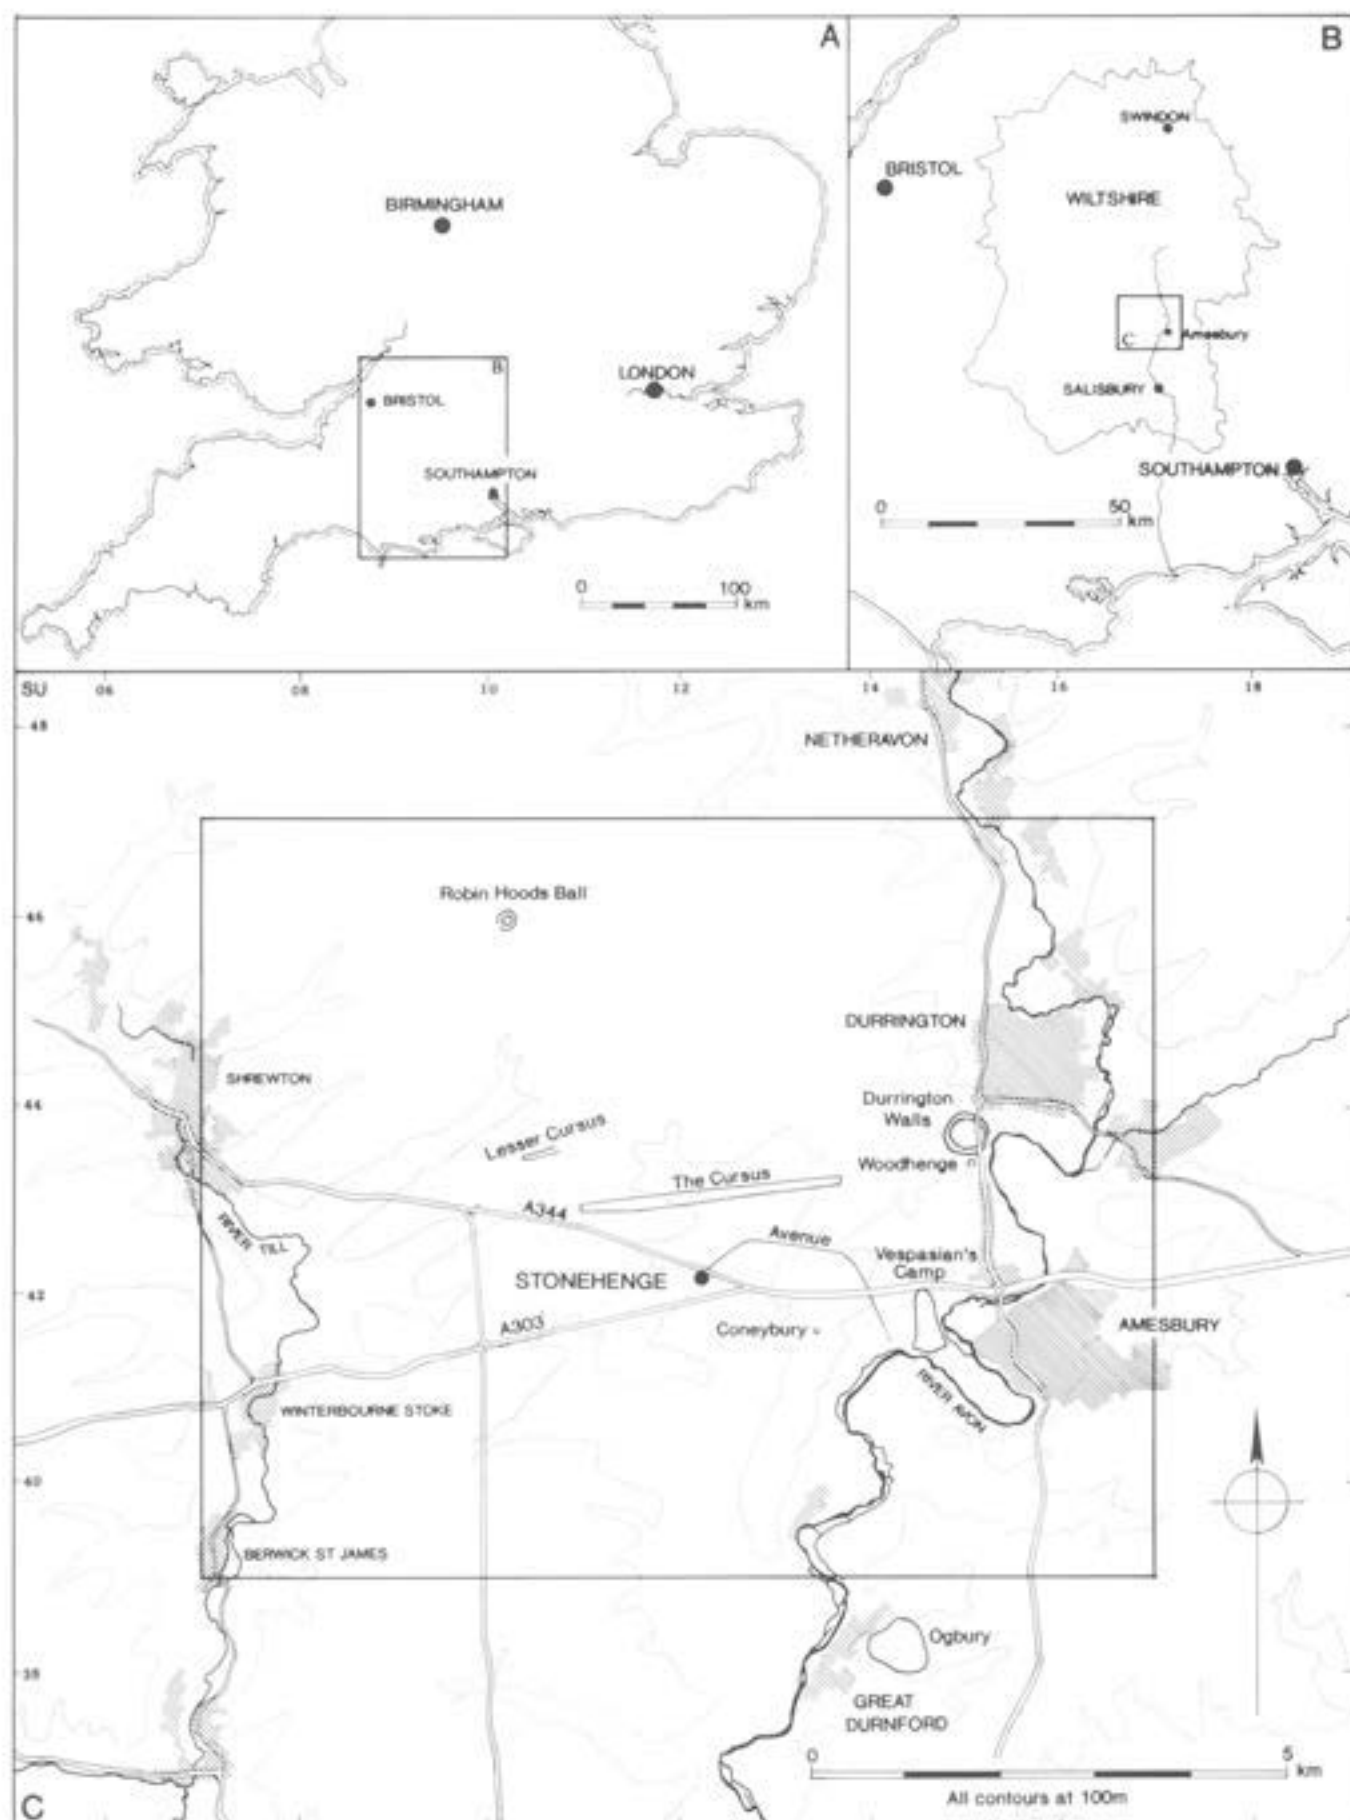 A
BIRMINGHAM
LONDON
B
BRISTOL
SOUTHAMPTON
0 100
km
B
SWINDON
BRISTOL
WILTSHIRE
C
Amesbury
SALISBURY
SOUTHAMPTON
0 50
km
SU 06 08 10 12 14 16 18
48
NETHERAVON
Robin Hoods Ball
46
DURRINGTON
SHREWTON
44
Durrington
Walls
Lesser Cursus
Woodhenge
The Cursus
A344
RIVER TILL
Avenue
Vespasian's
Camp
STONEHENGE
42
A303
Coneybury
AMESBURY
RIVER AVON
WINTERBOURNE STOKE
40
BERWICK ST JAMES
Ogbury
38
GREAT
DURNFORD
0 5
km
All contours at 100m
C